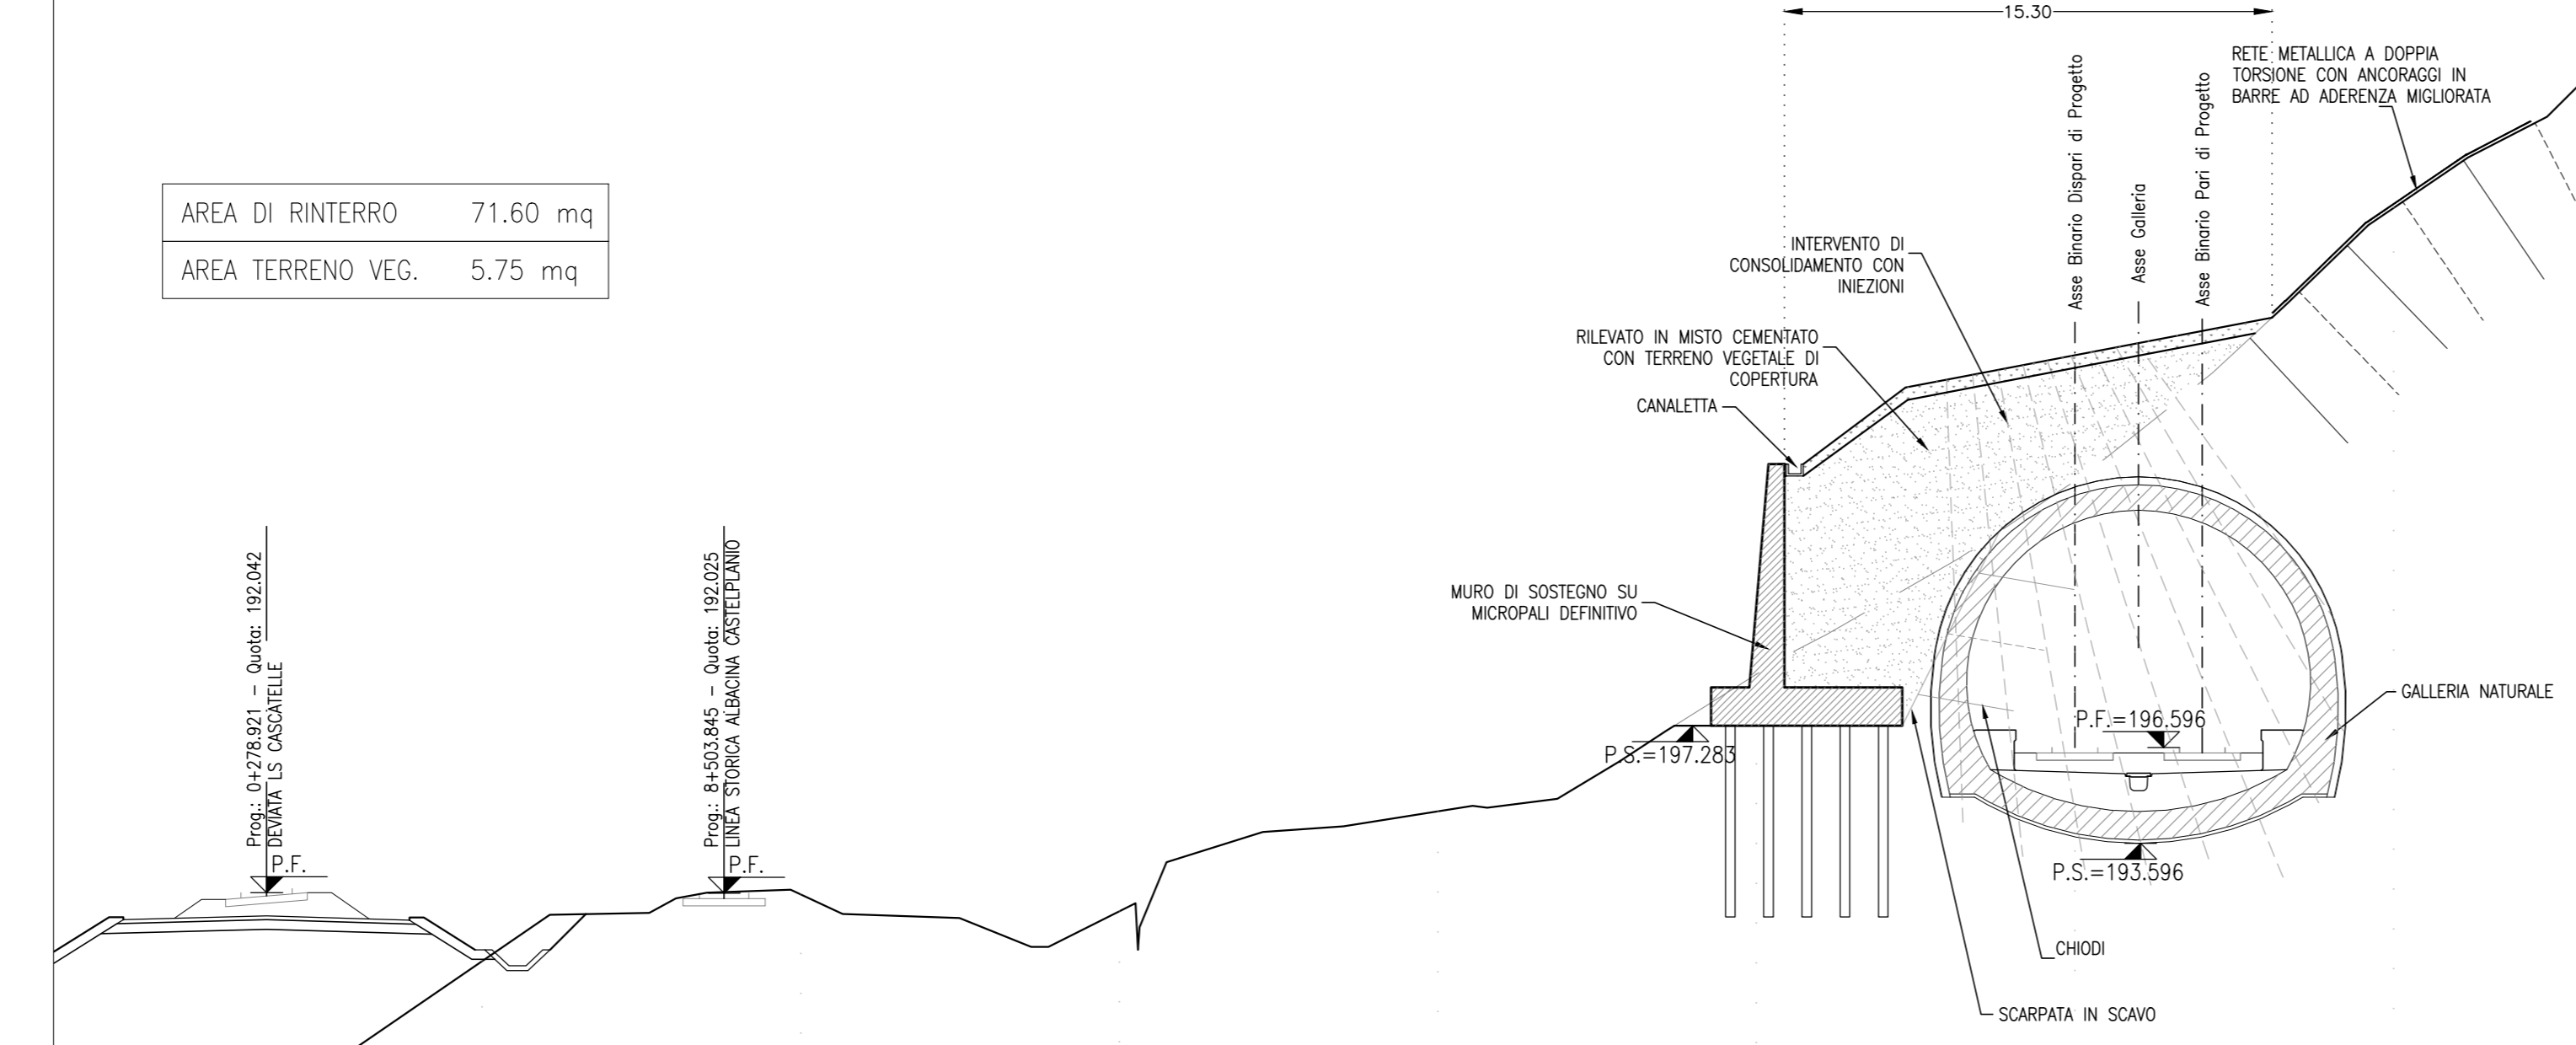 15.30
RETE METALLICA A DOPPIA
TORSIONE CON ANCORAGGI IN
BARRE AD ADERENZA MIGLIORATA
Asse Binario Dispari di Progetto
Asse Galleria
Asse Binario Pari di Progetto
AREA DI RINTERRO 71.60 mq
AREA TERRENO VEG. 5.75 mq
INTERVENTO DI
CONSOLIDAMENTO CON
INIEZIONI
RILEVATO IN MISTO CEMENTATO
CON TERRENO VEGETALE DI
COPERTURA
CANALETTA
Prog.: 0+278.921 - Quota: 192.042
DEVIATA LS CASCATELLE
P.F.
Prog.: 8+503.845 - Quota: 192.025
LINEA STORICA ALBACINA CASTELPLANIO
P.F.
MURO DI SOSTEGNO SU
MICROPALI DEFINITIVO
GALLERIA NATURALE
P.F.=196.596
P.S.=197.283
P.S.=193.596
CHIODI
SCARPATA IN SCAVO